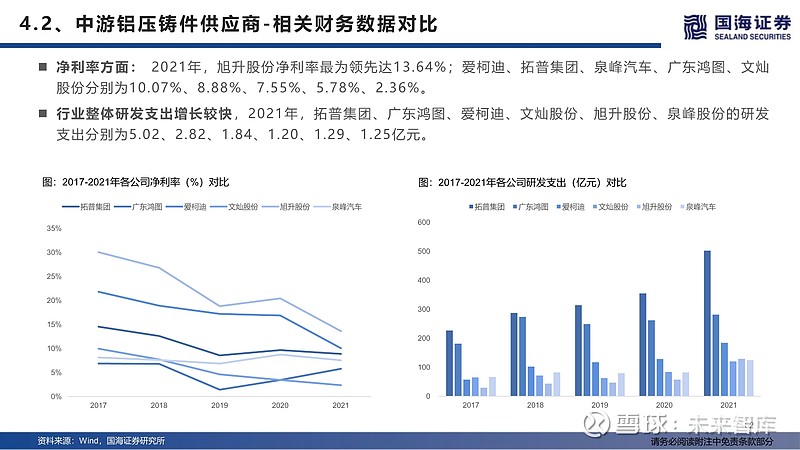 4.2、中游铝压铸件供应商-相关财务数据对比
国海证券
SEALAND SECURITIES
■ 净利率方面： 2021年，旭升股份净利率最为领先达13.64%；爱柯迪、拓普集团、泉峰汽车、广东鸿图、文灿
股份分别为10.07%、8.88%、7.55%、5.78%、2.36%。
■ 行业整体研发支出增长较快，2021年，拓普集团、广东鸿图、爱柯迪、文灿股份、旭升股份、泉峰股份的研发
支出分别为5.02、2.82、1.84、1.20、1.29、1.25亿元。
图：2017-2021年各公司净利率（%）对比
拓普集团 广东鸿图 爱柯迪 文灿股份 旭升股份 泉峰汽车
35%
30%
25%
20%
15%
10%
5%
0%
2017 2018 2019 2020 2021
图：2017-2021年各公司研发支出（亿元）对比
拓普集团 广东鸿图 爱柯迪 文灿股份 旭升股份 泉峰汽车
600
500
400
300
200
100
0
2017 2018 2019 2020 2021
雪球：未来智库
资料来源：Wind，国海证券研究所
请务必阅读附注中免责条款部分